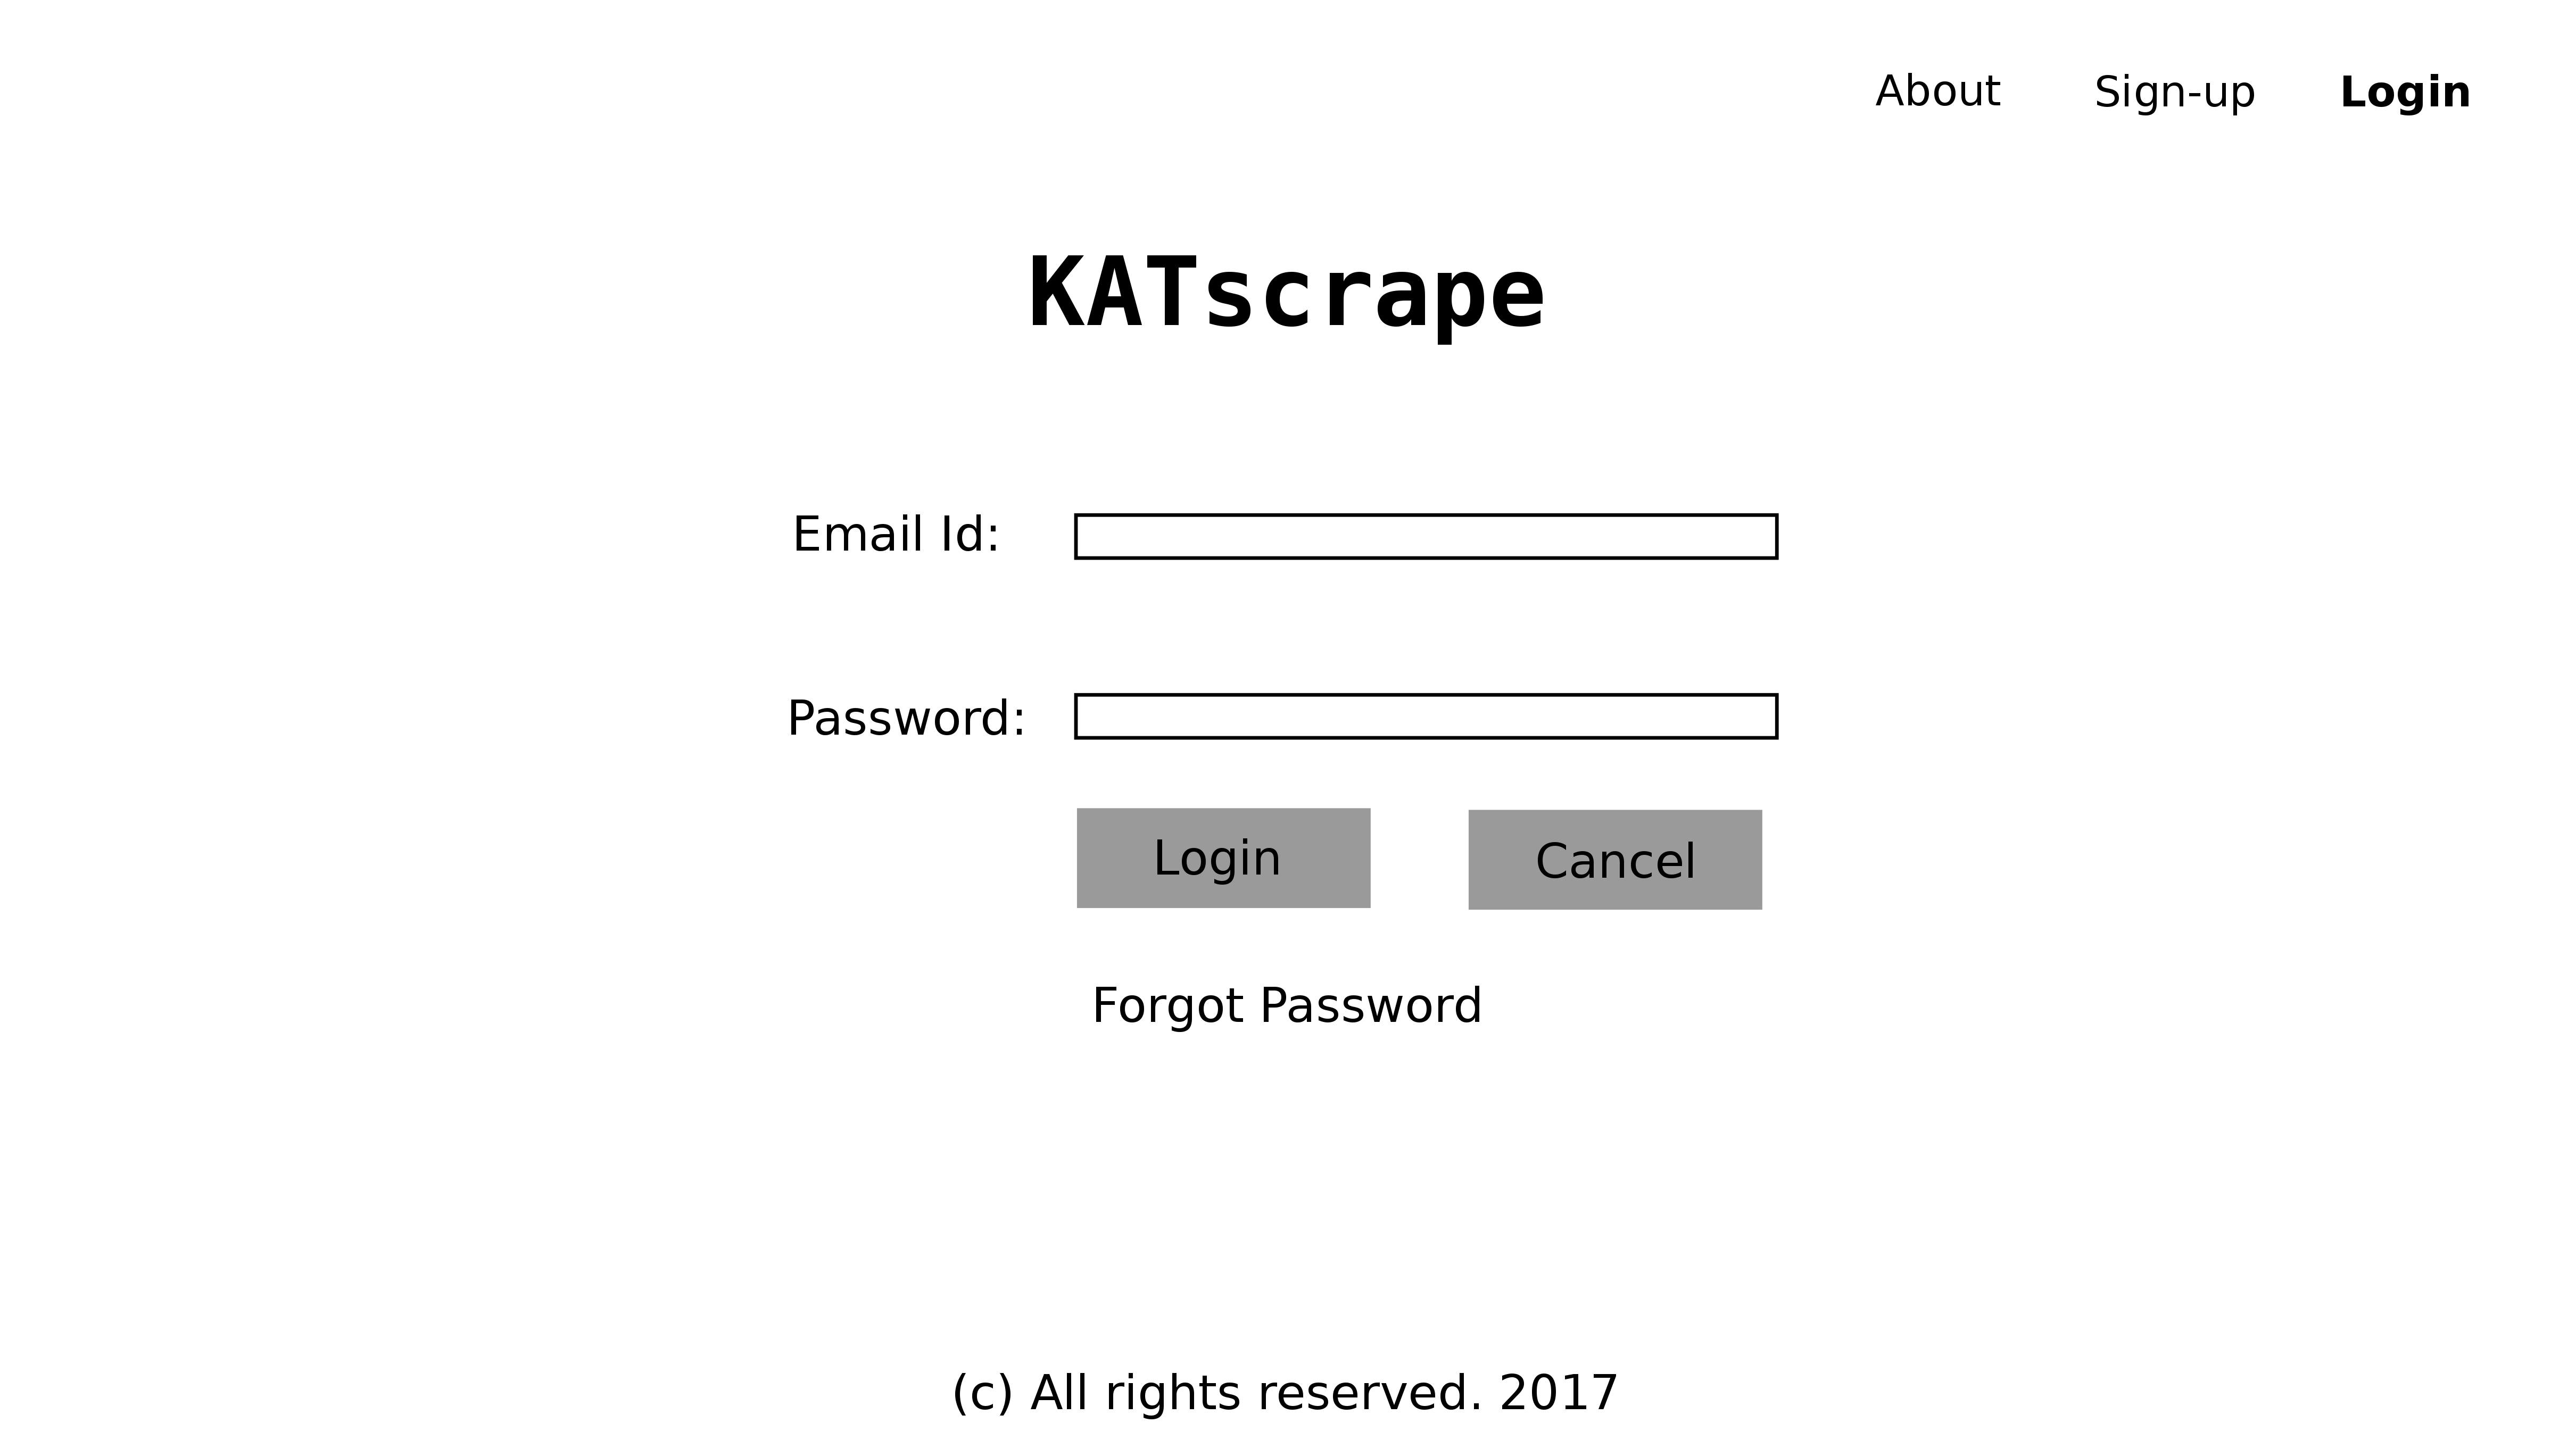 About Sign-up Login
KATscrape
Email Id:
Password:
Login Cancel
Forgot Password
(c) All rights reserved. 2017